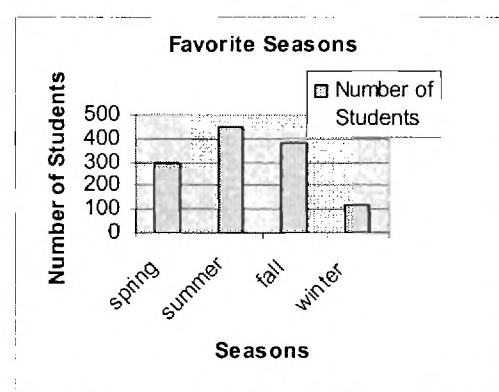 Favorite Seasons
Number of
Students
Number of Students
500
400
300
200
100
0
spring
summer
fall
winter
Seasons